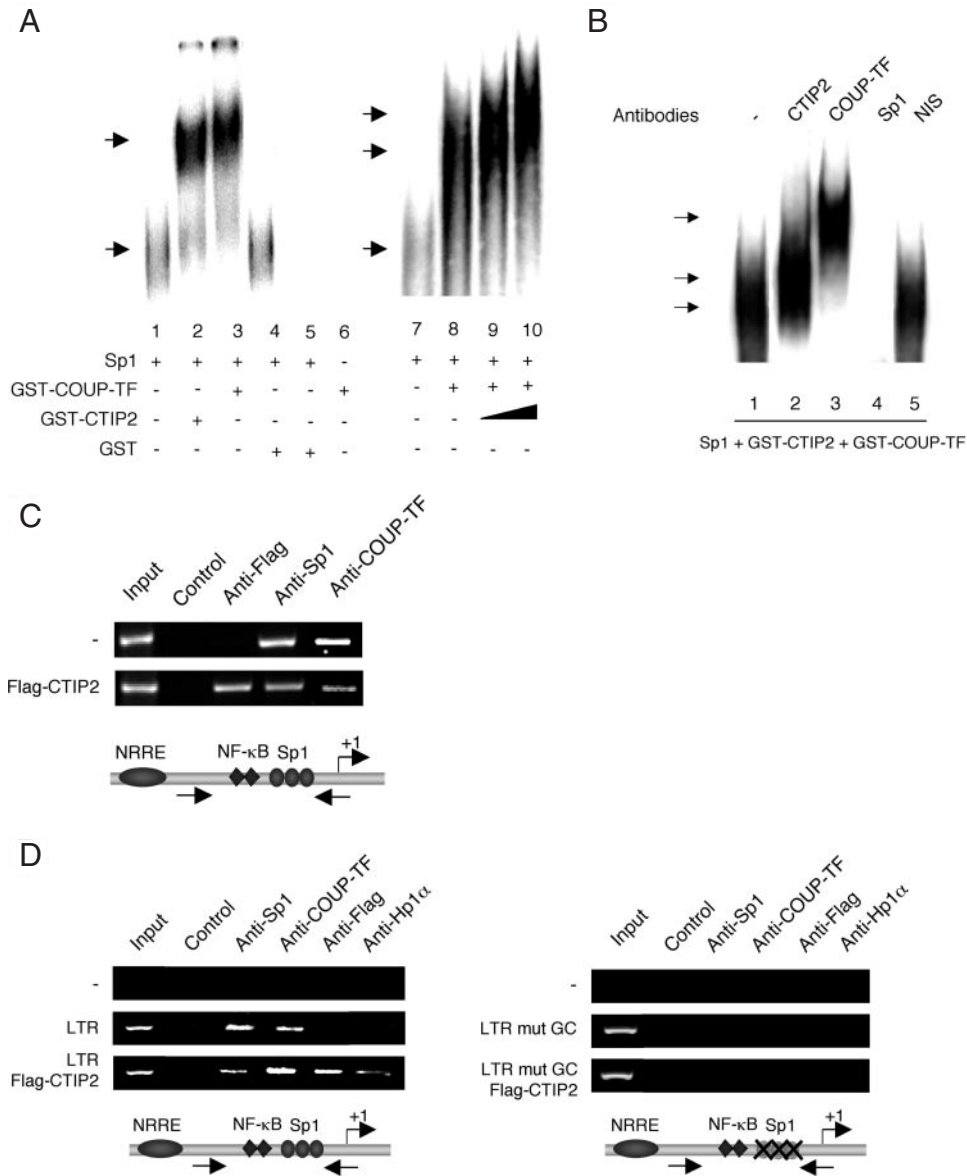 A
1 2 3 4 5 6 7 8 9 10
Sp1 + + + + + - + + + +
GST-COUP-TF - - + - - + - + + +
GST-CTIP2 - + - - - - - -
GST - - - + + - - - - -
B
Antibodies - CTIP2 COUP-TF Sp1 NIS
1 2 3 4 5
Sp1 + GST-CTIP2 + GST-COUP-TF
C
Input Control Anti-Flag Anti-Sp1 Anti-COUP-TF
-
Flag-CTIP2
NRRE NF-κB Sp1 +1
D
Input Control Anti-Sp1 Anti-COUP-TF Anti-Flag Anti-Hp1α
-
LTR
LTR
Flag-CTIP2
NRRE NF-κB Sp1 +1
Input Control Anti-Sp1 Anti-COUP-TF Anti-Flag Anti-Hp1α
-
LTR mut GC
LTR mut GC
Flag-CTIP2
NRRE NF-κB Sp1 +1